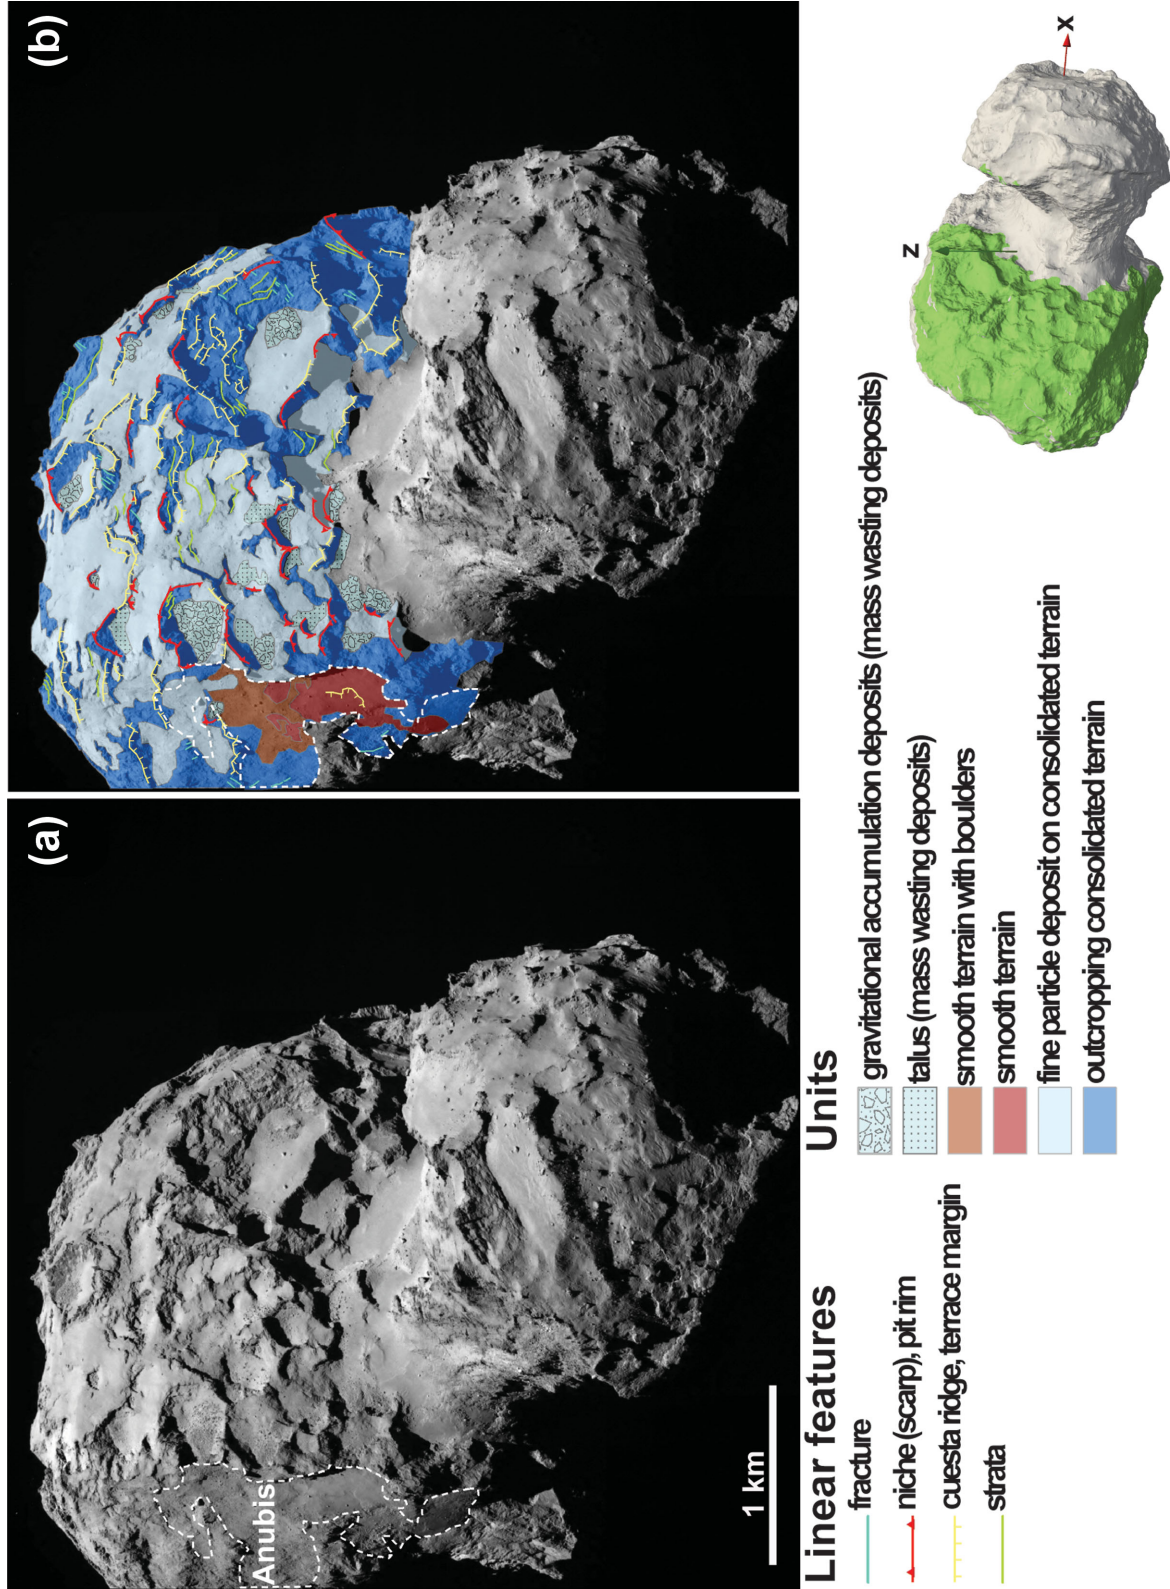 (a)
(b)
Anubis
1 km
Linear features
fracture
niche (scarp), pit rim
cuesta ridge, terrace margin
strata
Units
gravitational accumulation deposits (mass wasting deposits)
talus (mass wasting deposits)
smooth terrain with boulders
smooth terrain
fine particle deposit on consolidated terrain
outcropping consolidated terrain
z
x